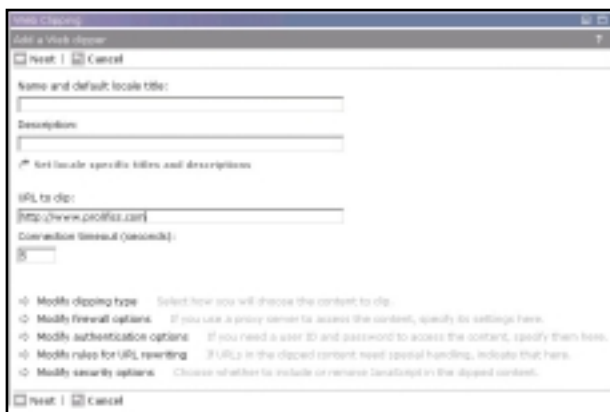 Web Clipping
Add a Web clipper ?
Next | Cancel
Name and default locale title:
Description:
Set locale specific titles and descriptions
URL to clip:
http://www.prolifics.com
Connection timeout (seconds):
Modify clipping type Select how you will choose the content to clip.
Modify firewall options If you use a proxy server to access the content, specify its settings here.
Modify authentication options If you need a user ID and password to access the content, specify them here.
Modify rules for URL rewriting If URLs in the clipped content need special handling, indicate that here.
Modify security options Choose whether to include or remove JavaScript in the clipped content.
Next | Cancel